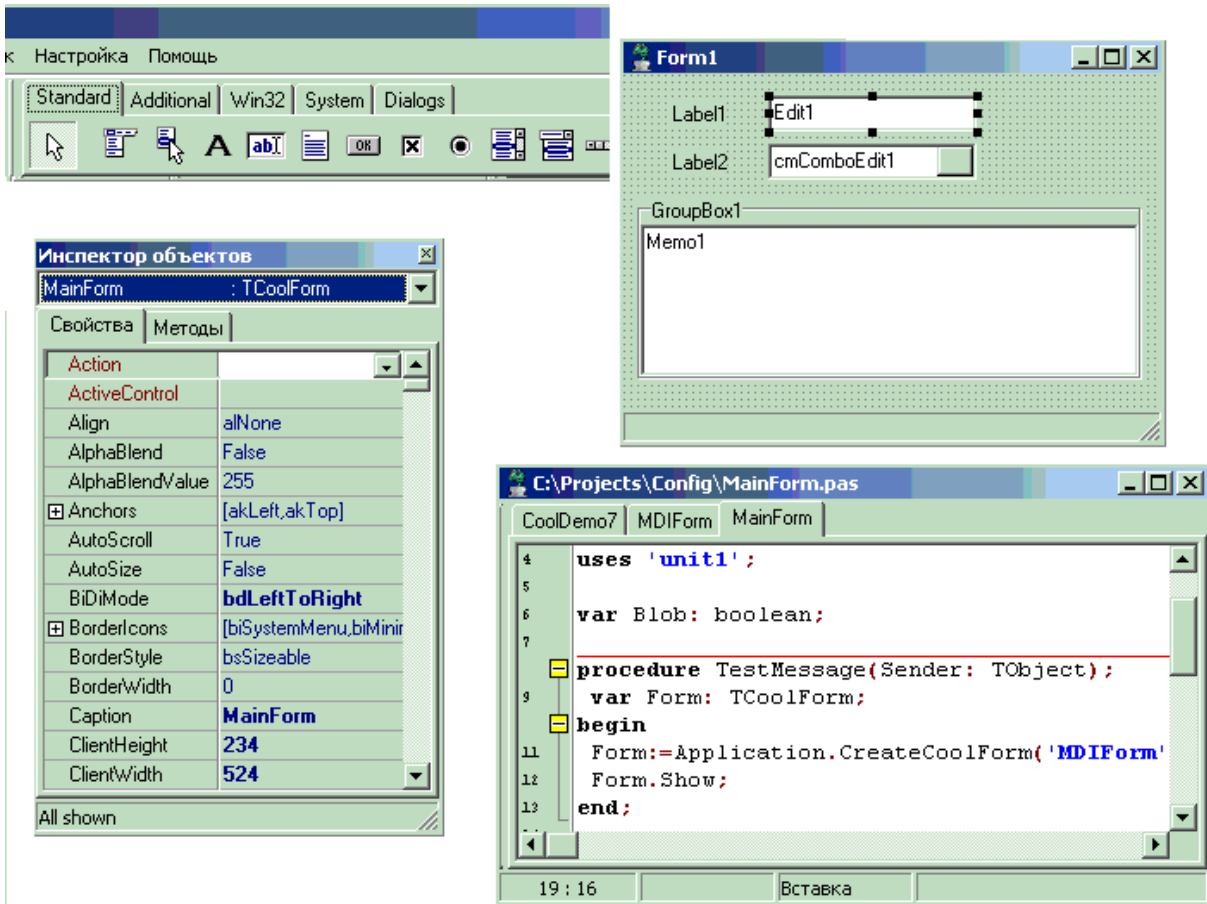 к Настройка Помощь
Standard Additional Win32 System Dialogs
A ab OK
Form1
Label1 Edit1
Label2 cmComboEdit1
GroupBox1
Memo1
Инспектор объектов
MainForm : TCoolForm
Свойства Методы
Action
ActiveControl
Align alNone
AlphaBlend False
AlphaBlendValue 255
Anchors [akLeft,akTop]
AutoScroll True
AutoSize False
BiDiMode bdLeftToRight
BorderIcons [biSystemMenu,biMinir
BorderStyle bsSizeable
BorderWidth 0
Caption MainForm
ClientHeight 234
ClientWidth 524
All shown
C:\Projects\Config\MainForm.pas
CoolDemo7 MDIForm MainForm
4 uses 'unit1';
5
6 var Blob: boolean;
7
procedure TestMessage(Sender: TObject);
9 var Form: TCoolForm;
begin
11 Form:=Application.CreateCoolForm('MDIForm'
12 Form.Show;
13 end;
19 : 16 Вставка